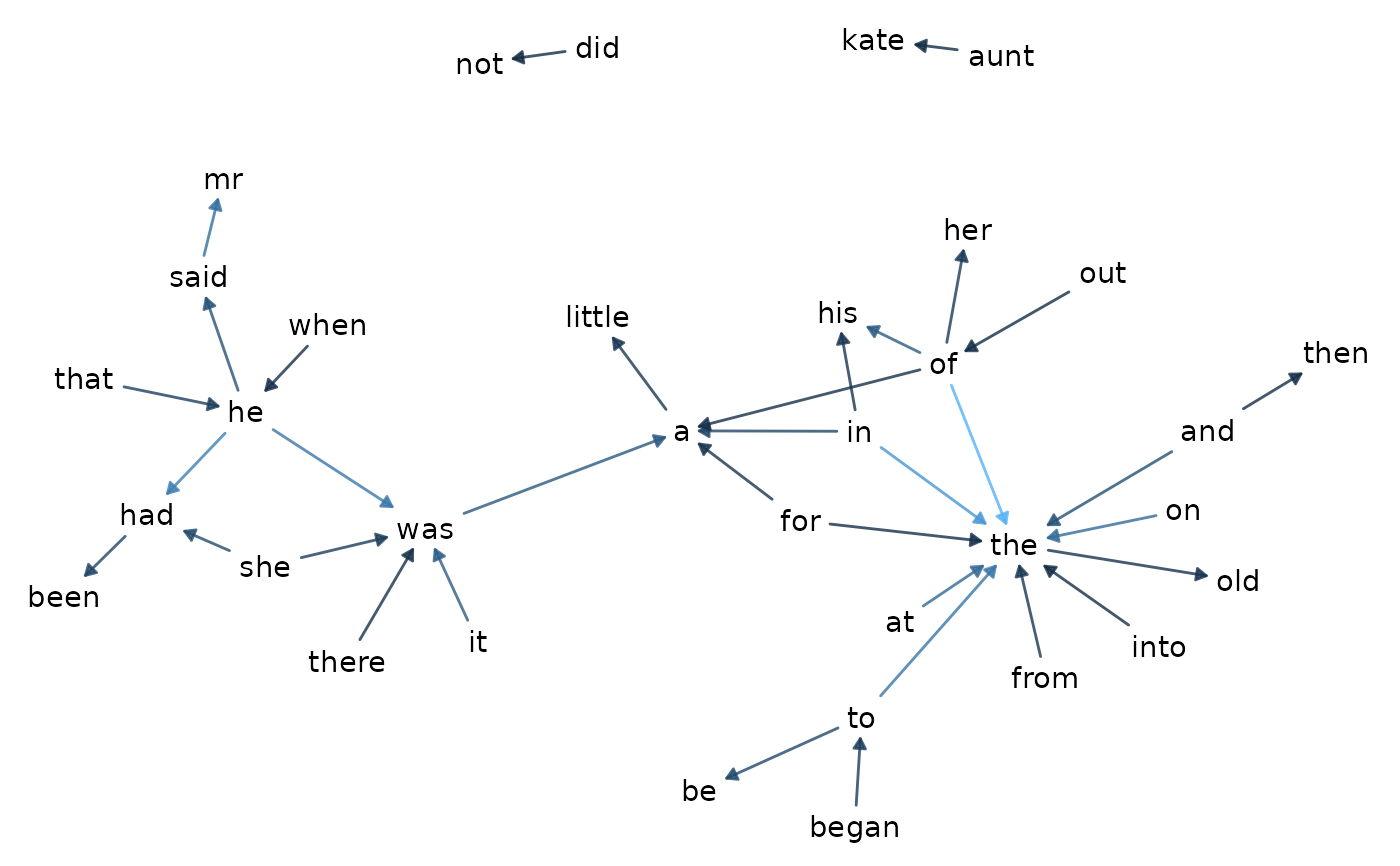 kate
did
aunt
not
mr
her
out
said
his
little
when
then
of
that
he
a
in
and
on
had
for
was
the
she
old
been
at
it
into
there
from
to
be
began